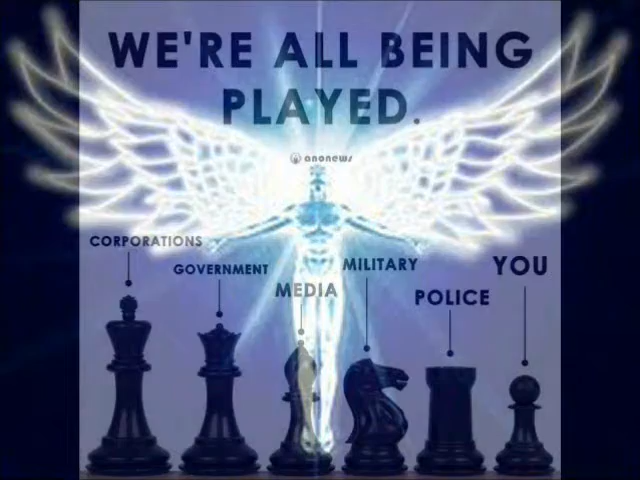 WE'RE ALL BEING
PLAYED.
anonews
CORPORATIONS
GOVERNMENT
MEDIA
MILITARY
POLICE
YOU